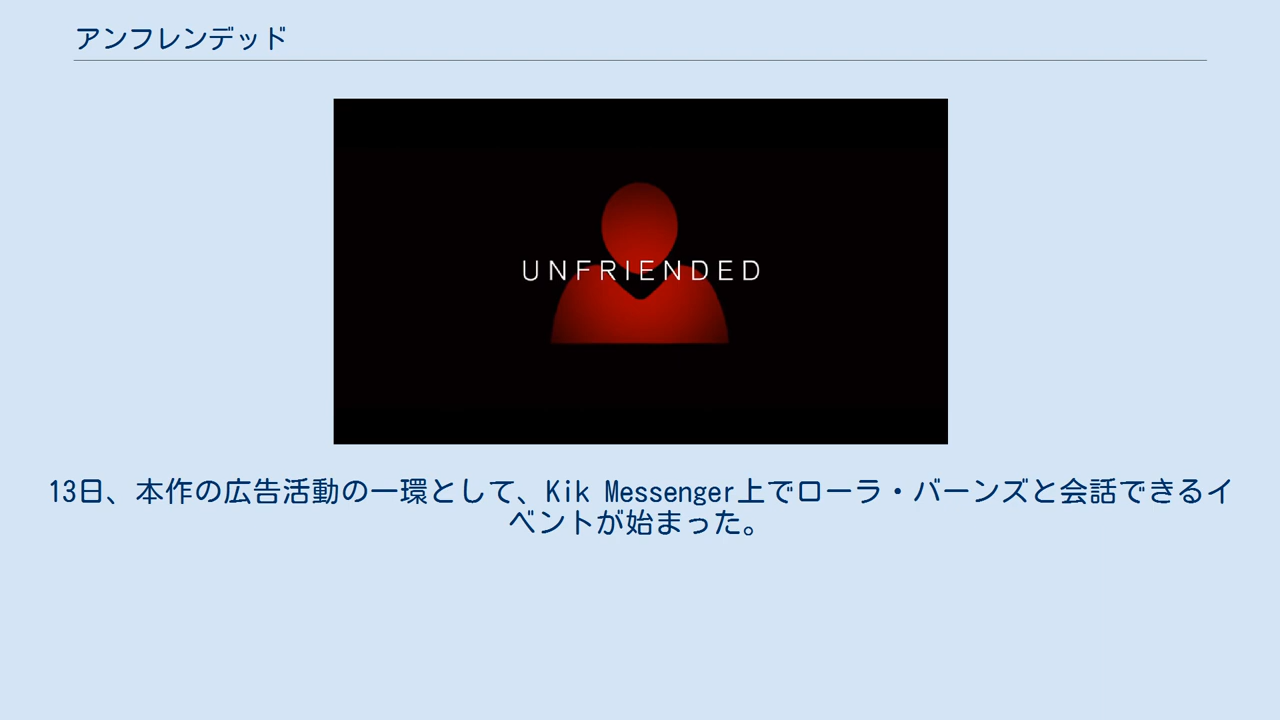 アンフレンデッド
UNFRIENDED
13日、本作の広告活動の一環として、Kik Messenger上でローラ・バーンズと会話できるイ
ベントが始まった。